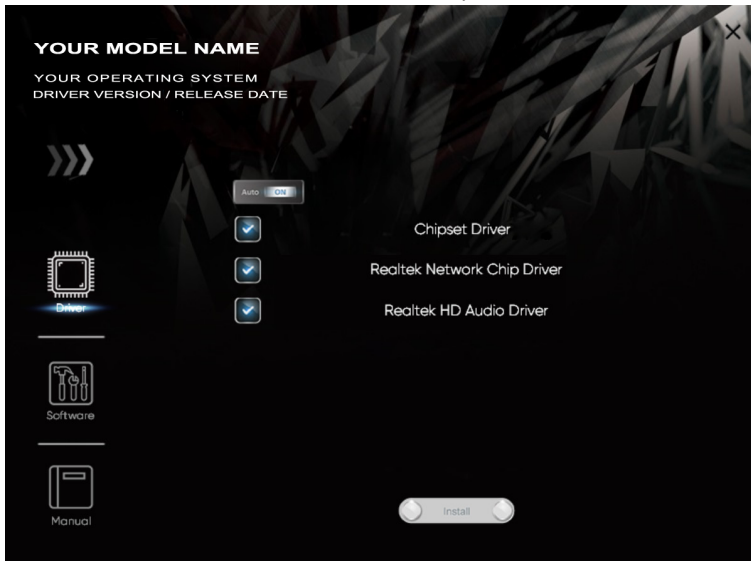 YOUR MODEL NAME
YOUR OPERATING SYSTEM
DRIVER VERSION / RELEASE DATE
Auto ON
Chipset Driver
Realtek Network Chip Driver
Realtek HD Audio Driver
Driver
Software
Manual
Install